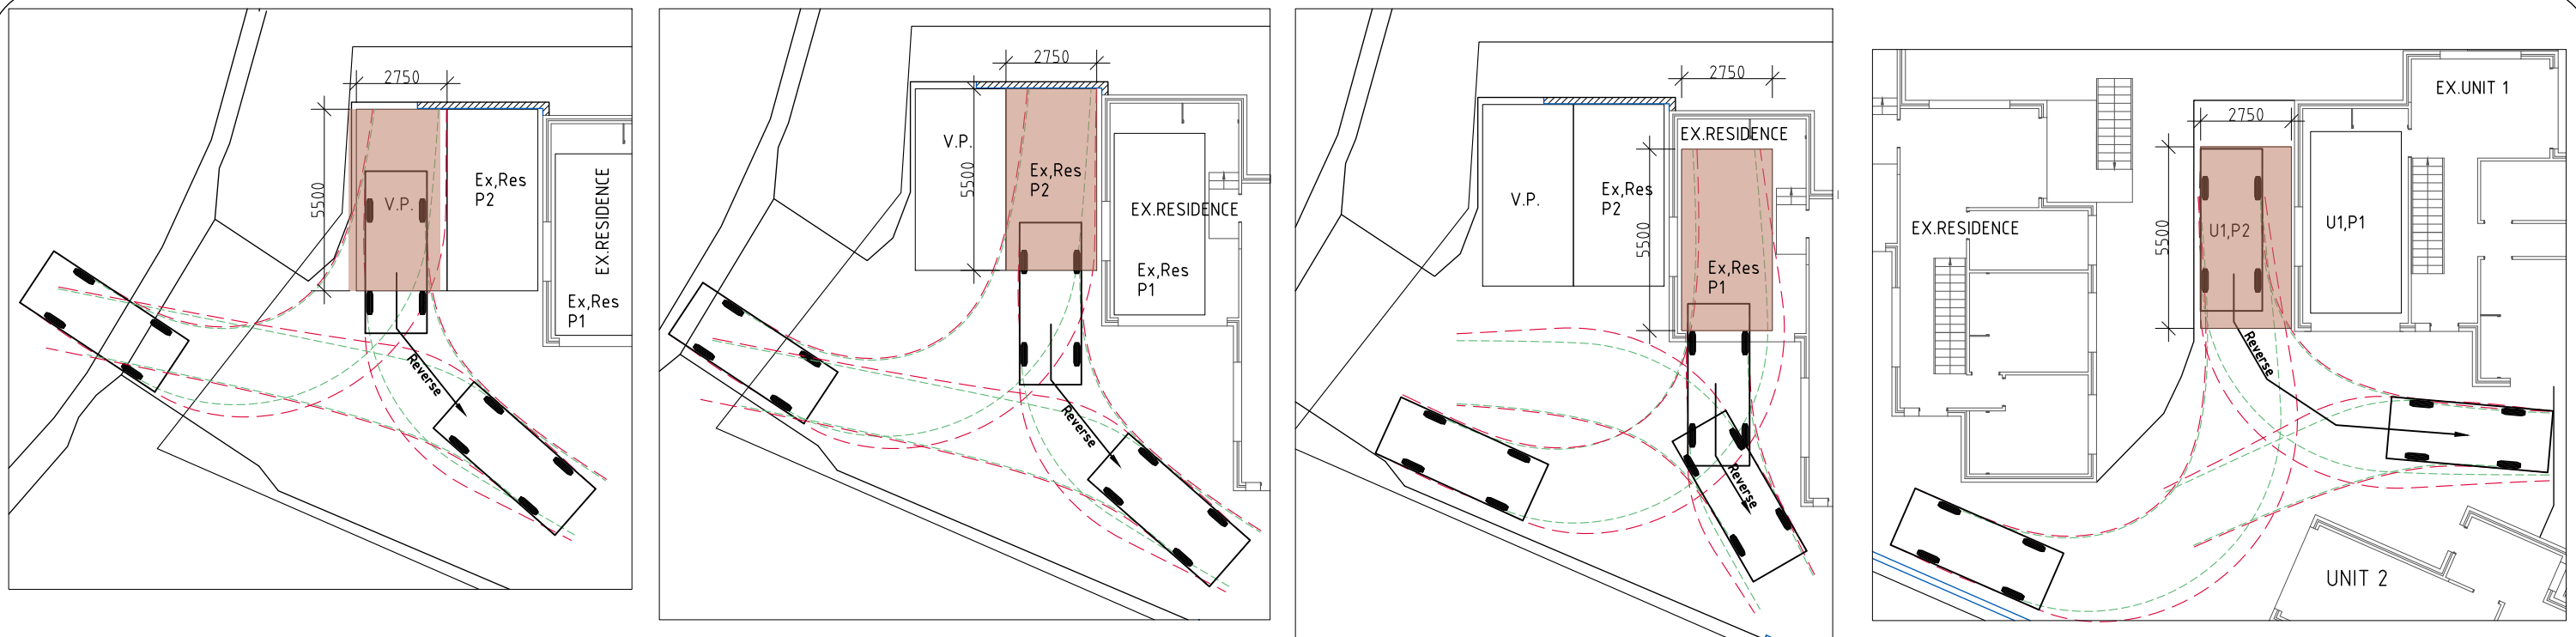 2750
5500
V.P.
Ex,Res
P2
EX.RESIDENCE
Ex,Res
P1
Reverse
2750
V.P.
5500
Ex,Res
P2
EX.RESIDENCE
Ex,Res
P1
Reverse
2750
EX.RESIDENCE
V.P.
Ex,Res
P2
5500
Ex,Res
P1
Reverse
EX.UNIT 1
2750
EX.RESIDENCE
5500
U1,P2
U1,P1
Reverse
UNIT 2